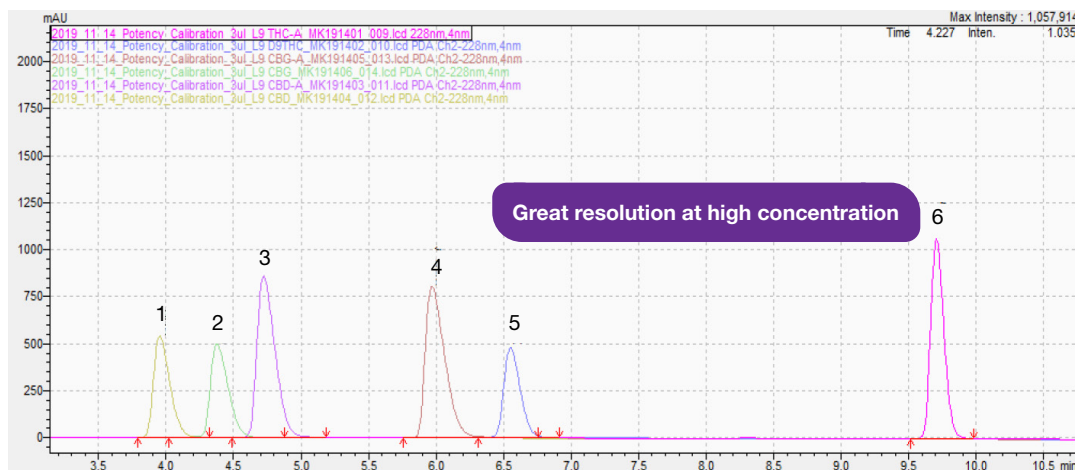 mAU
Max Intensity : 1,057,914
Time 4.227 Inten. 1.035
2019_11_14_Potency_Calibration_3ul_L9 THC-A_MK191401_009.lcd 228nm,4nm
2019_11_14_Potency_Calibration_3ul_L9 D9THC_MK191402_010.lcd PDA Ch2-228nm,4nm
2019_11_14_Potency_Calibration_3ul_L9 CBG-A_MK191405_013.lcd PDA Ch2-228nm,4nm
2019_11_14_Potency_Calibration_3ul_L9 CBG_MK191406_014.lcd PDA Ch2-228nm,4nm
2019_11_14_Potency_Calibration_3ul_L9 CBD-A_MK191403_011.lcd PDA Ch2-228nm,4nm
2019_11_14_Potency_Calibration_3ul_L9 CBD_MK191404_012.lcd PDA Ch2-228nm,4nm
2000
1750
1500
1250
1000
750
500
250
0
Great resolution at high concentration
1
2
3
4
5
6
3.5 4.0 4.5 5.0 5.5 6.0 6.5 7.0 7.5 8.0 8.5 9.0 9.5 10.0 10.5 min